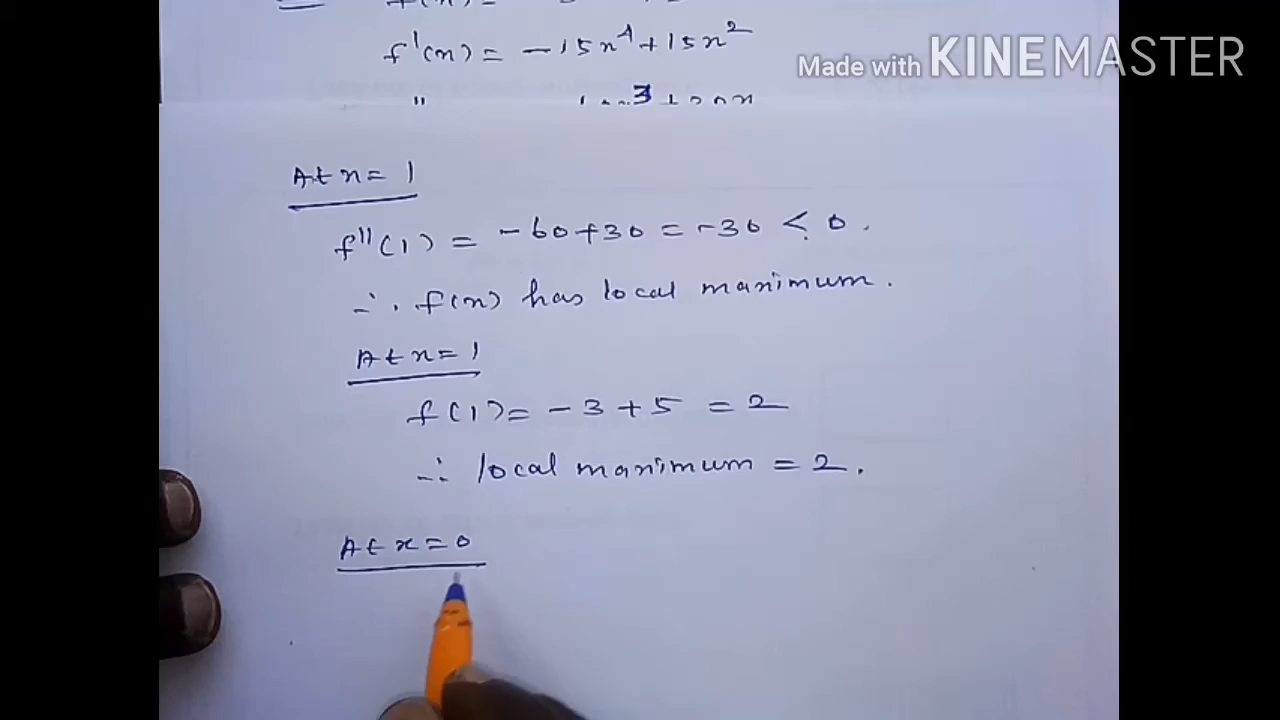 f'(x) = -15x⁴ + 15x²
Made with KINEMASTER
At x = 1
f''(1) = -60 + 30 = -30 < 0.
∴ f(x) has local maximum.
At x = 1
f(1) = -3 + 5 = 2
∴ local maximum = 2.
At x = 0